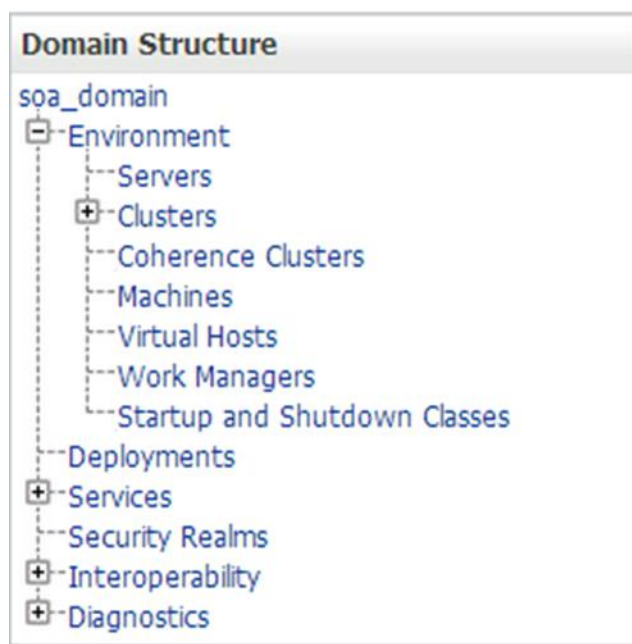 Domain Structure
soa_domain
Environment
Servers
Clusters
Coherence Clusters
Machines
Virtual Hosts
Work Managers
Startup and Shutdown Classes
Deployments
Services
Security Realms
Interoperability
Diagnostics